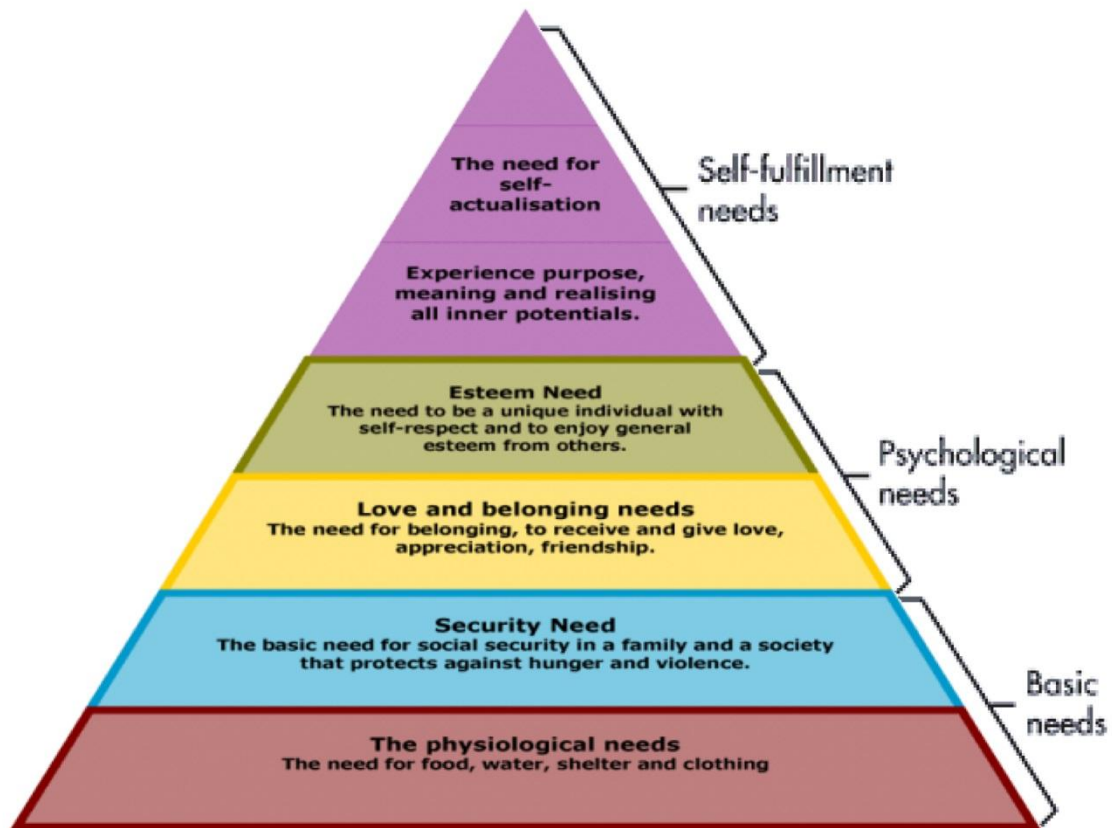 The need for
self-
actualisation
Self-fulfillment
needs
Experience purpose,
meaning and realising
all inner potentials.
Esteem Need
The need to be a unique individual with
self-respect and to enjoy general
esteem from others.
Psychological
needs
Love and belonging needs
The need for belonging, to receive and give love,
appreciation, friendship.
Security Need
The basic need for social security in a family and a society
that protects against hunger and violence.
Basic
needs
The physiological needs
The need for food, water, shelter and clothing